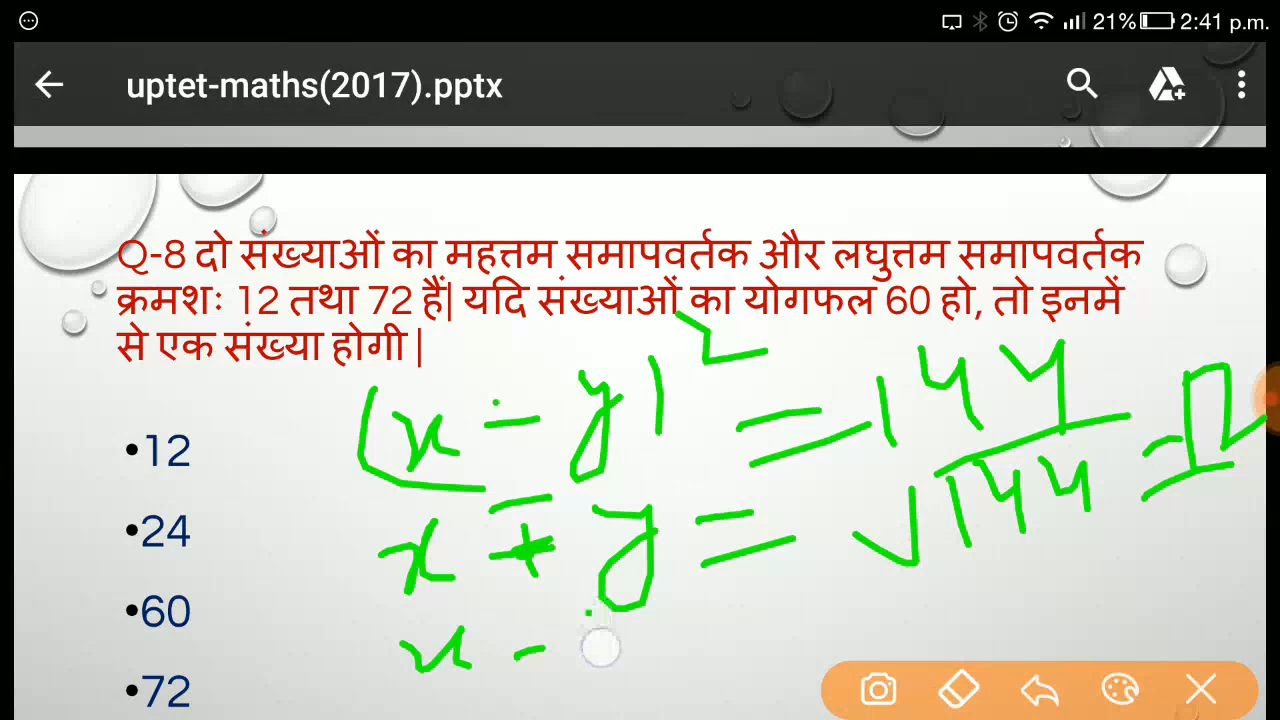 21% 2:41 p.m.
uptet-maths(2017).pptx
Q-8 दो संख्याओं का महत्तम समापवर्तक और लघुत्तम समापवर्तक
क्रमशः 12 तथा 72 हैं| यदि संख्याओं का योगफल 60 हो, तो इनमें
से एक संख्या होगी |
(x - y)² = 144
x + y = √144 = 12
x -
•12
•24
•60
•72